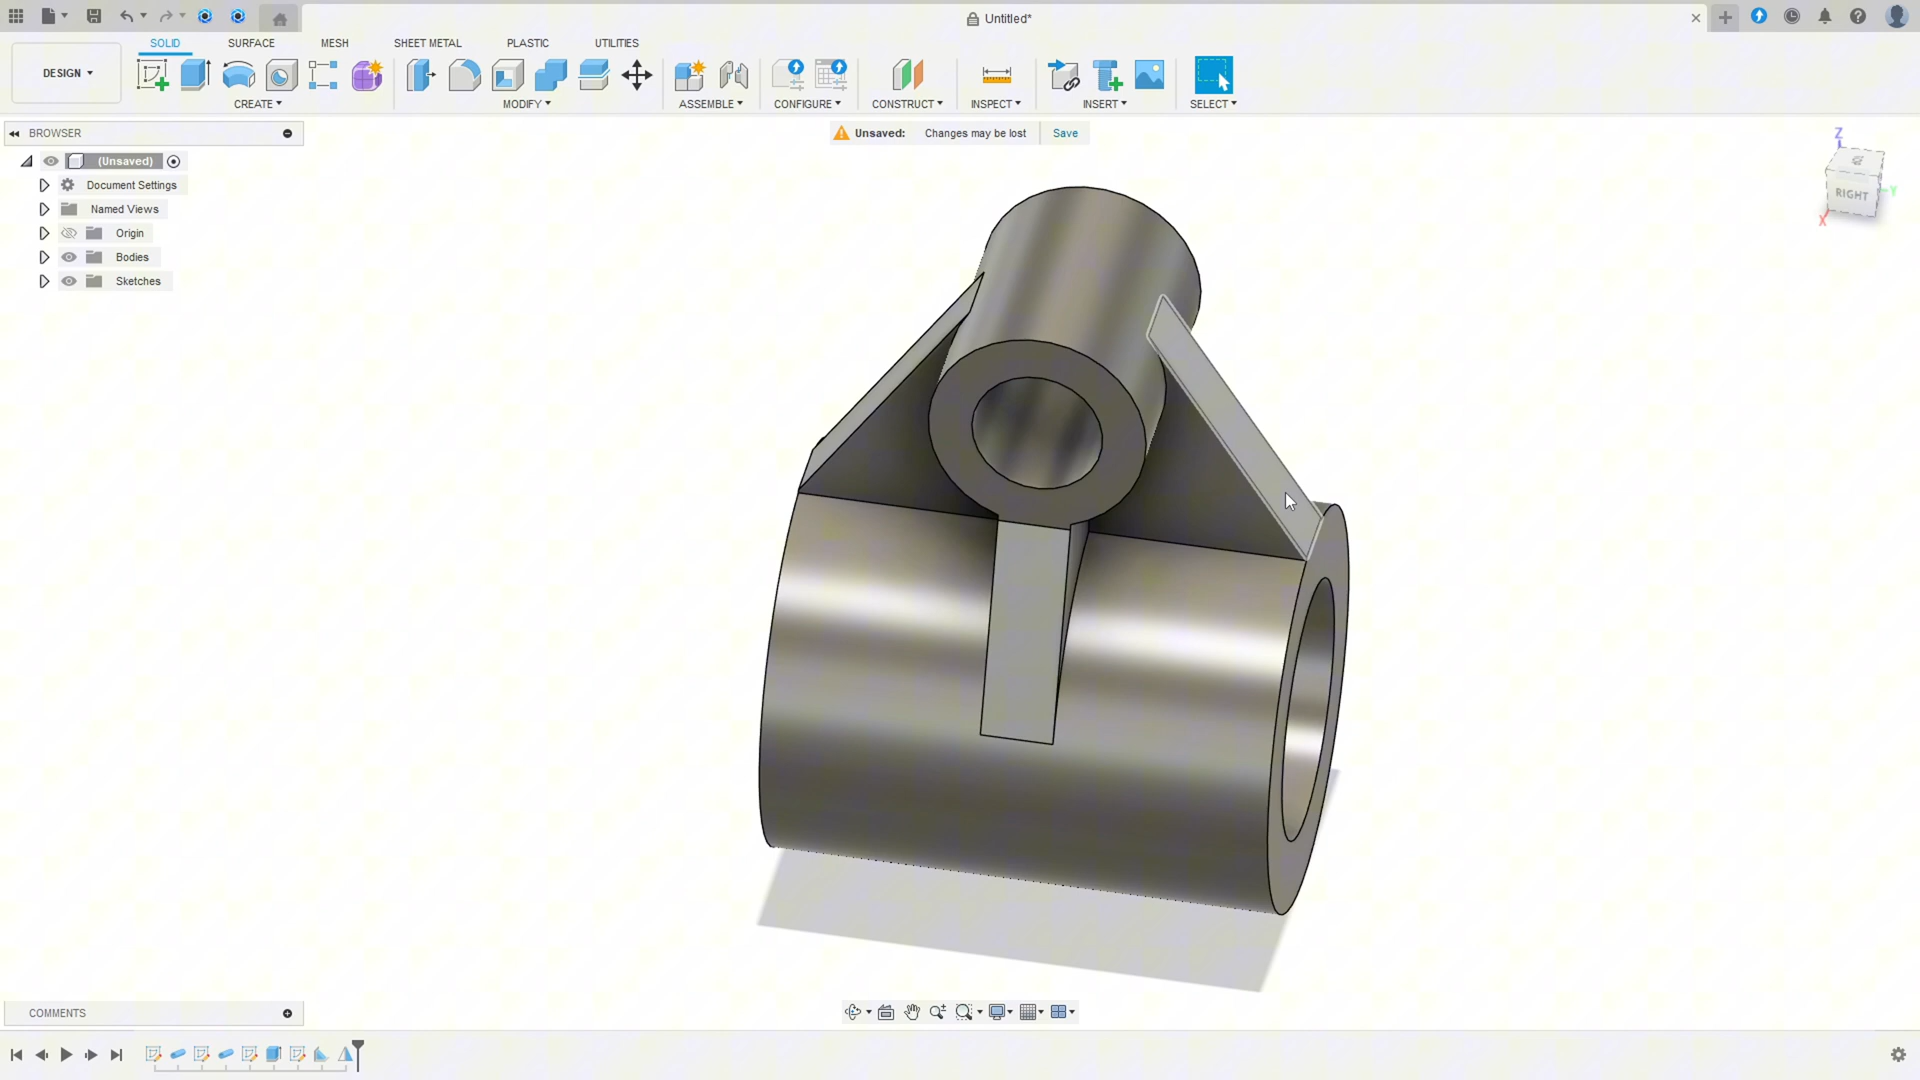 Untitled*
SOLID SURFACE MESH SHEET METAL PLASTIC UTILITIES
DESIGN
CREATE MODIFY ASSEMBLE CONFIGURE CONSTRUCT INSPECT INSERT SELECT
BROWSER
Unsaved: Changes may be lost Save
(Unsaved)
Document Settings
Named Views
Origin
Bodies
Sketches
Z
RIGHT
Y
X
COMMENTS